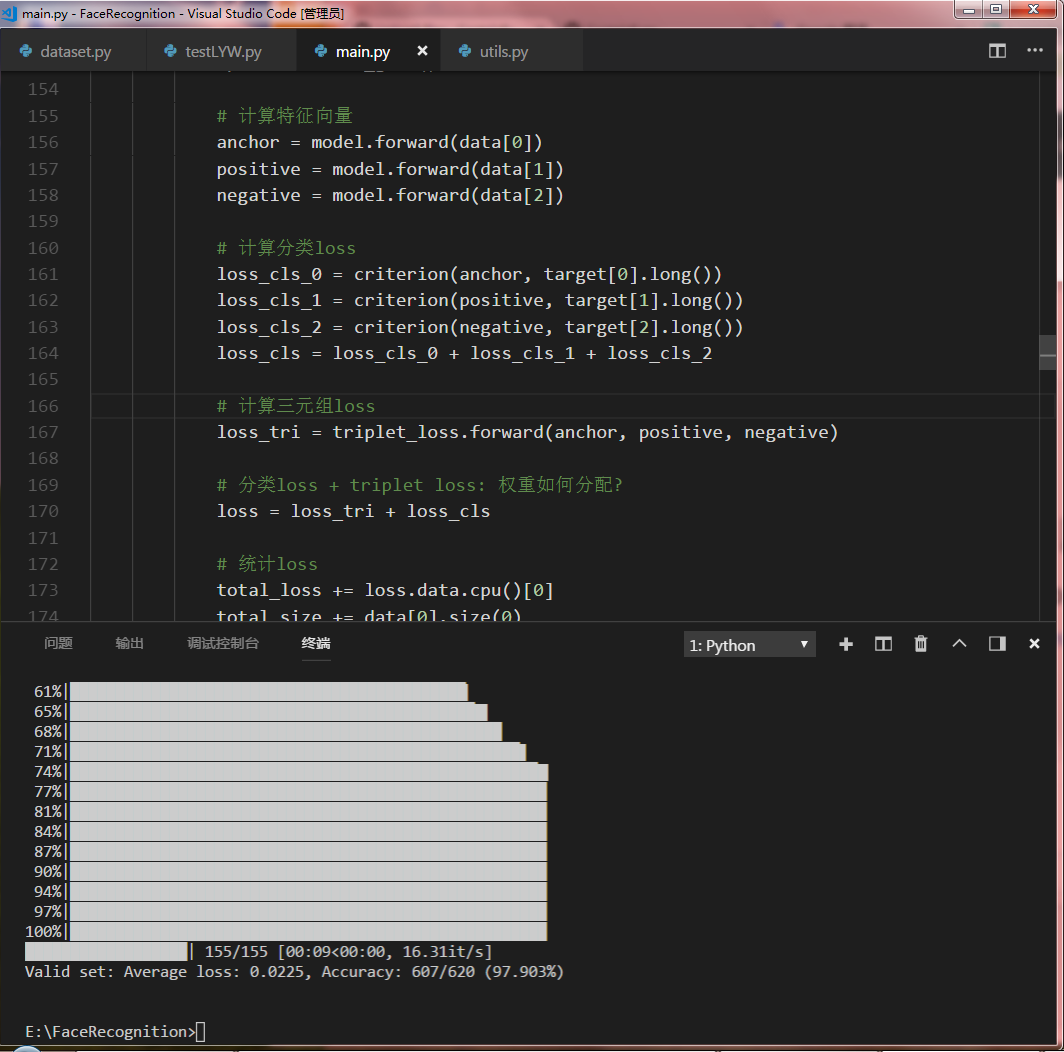 main.py - FaceRecognition - Visual Studio Code [管理员]
dataset.py testLYW.py main.py utils.py
154
155 # 计算特征向量
156 anchor = model.forward(data[0])
157 positive = model.forward(data[1])
158 negative = model.forward(data[2])
159
160 # 计算分类loss
161 loss_cls_0 = criterion(anchor, target[0].long())
162 loss_cls_1 = criterion(positive, target[1].long())
163 loss_cls_2 = criterion(negative, target[2].long())
164 loss_cls = loss_cls_0 + loss_cls_1 + loss_cls_2
165
166 # 计算三元组loss
167 loss_tri = triplet_loss.forward(anchor, positive, negative)
168
169 # 分类loss + triplet loss: 权重如何分配?
170 loss = loss_tri + loss_cls
171
172 # 统计loss
173 total_loss += loss.data.cpu()[0]
174 total_size += data[0].size(0)
问题 输出 调试控制台 终端 1: Python
61%|
65%|
68%|
71%|
74%|
77%|
81%|
84%|
87%|
90%|
94%|
97%|
100%|
| 155/155 [00:09<00:00, 16.31it/s]
Valid set: Average loss: 0.0225, Accuracy: 607/620 (97.903%)
E:\FaceRecognition>